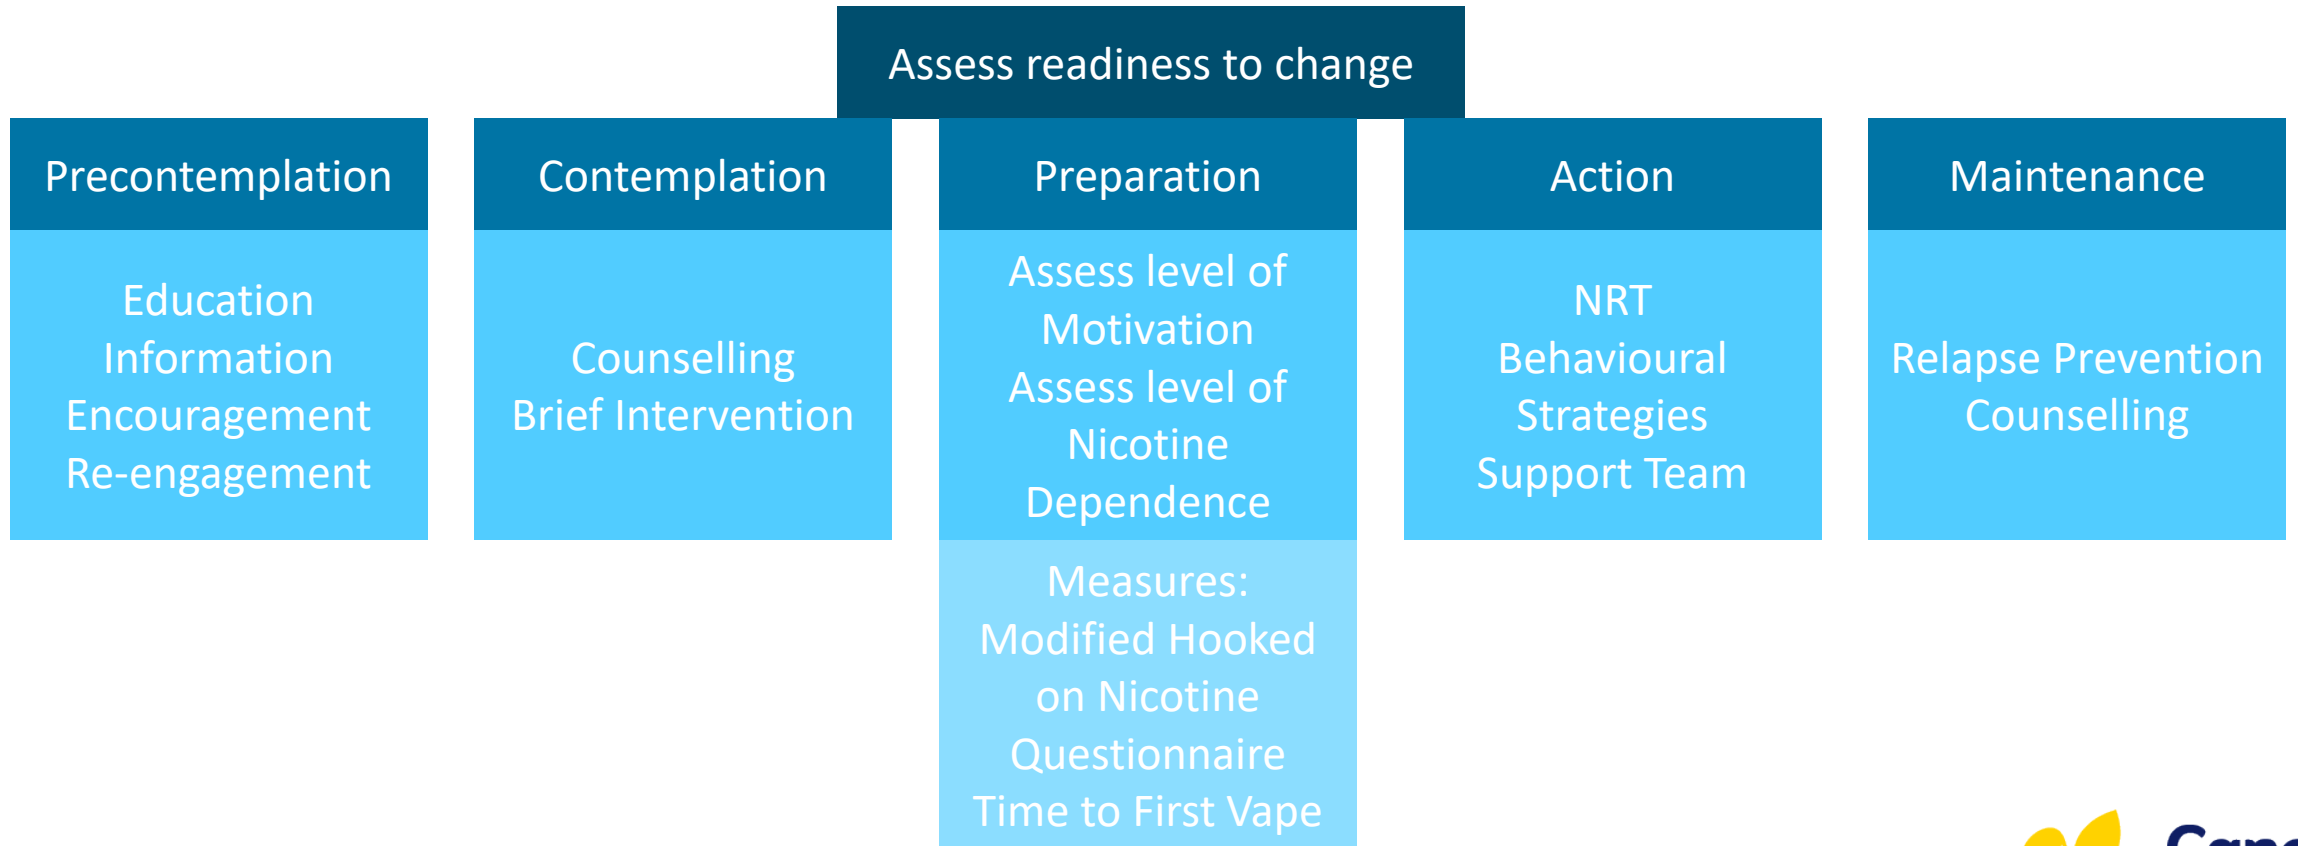 Assess readiness to change
Precontemplation
Education
Information
Encouragement
Re-engagement
Contemplation
Counselling
Brief Intervention
Preparation
Assess level of
Motivation
Assess level of
Nicotine
Dependence
Measures:
Modified Hooked
on Nicotine
Questionnaire
Time to First Vape
Action
NRT
Behavioural
Strategies
Support Team
Maintenance
Relapse Prevention
Counselling